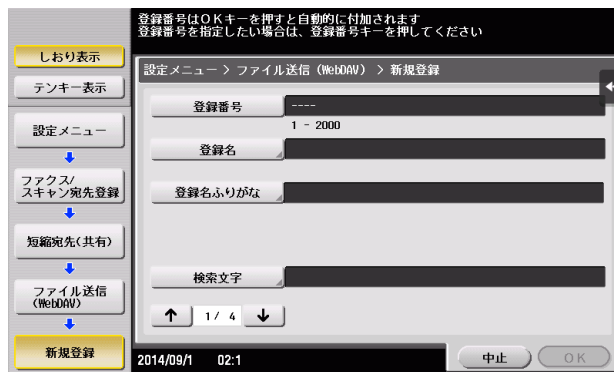 登録番号はOKキーを押すと自動的に付加されます
登録番号を指定したい場合は、登録番号キーを押してください
しおり表示
テンキー表示
設定メニュー
ファクス/
スキャン宛先登録
短縮宛先(共有)
ファイル送信
(WebDAV)
新規登録
設定メニュー > ファイル送信 (WebDAV) > 新規登録
登録番号
----
1 - 2000
登録名
登録名ふりがな
検索文字
↑ 1/ 4 ↓
2014/09/1 02:1
中止
OK